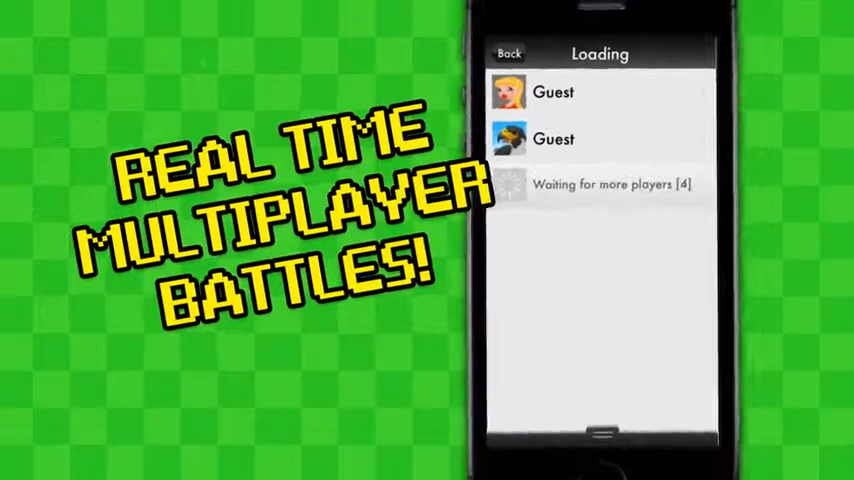 REAL TIME
MULTIPLAYER
BATTLES!
Back
Loading
Guest
Guest
Waiting for more players [4]